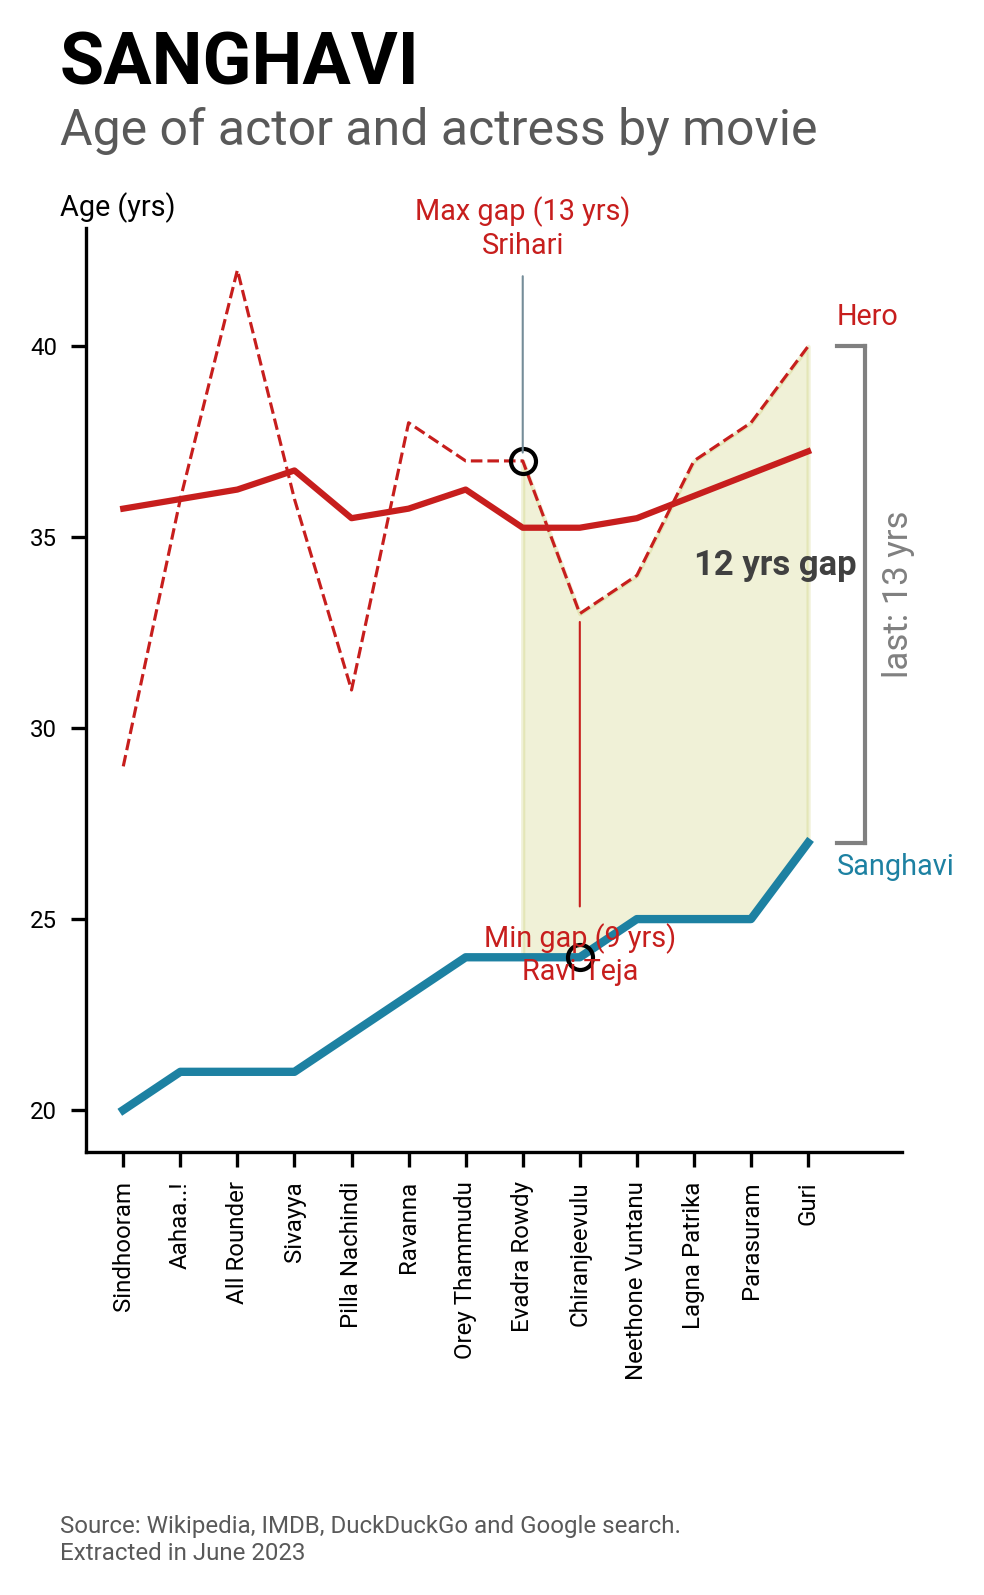 SANGHAVI
Age of actor and actress by movie
Age (yrs)
Max gap (13 yrs)
Srihari
Hero
40
35
12 yrs gap
last: 13 yrs
30
Sanghavi
25
Min gap (9 yrs)
Ravi Teja
20
Sindhooram
Aahaa..!
All Rounder
Sivayya
Pilla Nachindi
Ravanna
Orey Thammudu
Evadra Rowdy
Chiranjeevulu
Neethone Vuntanu
Lagna Patrika
Parasuram
Guri
Source: Wikipedia, IMDB, DuckDuckGo and Google search.
Extracted in June 2023